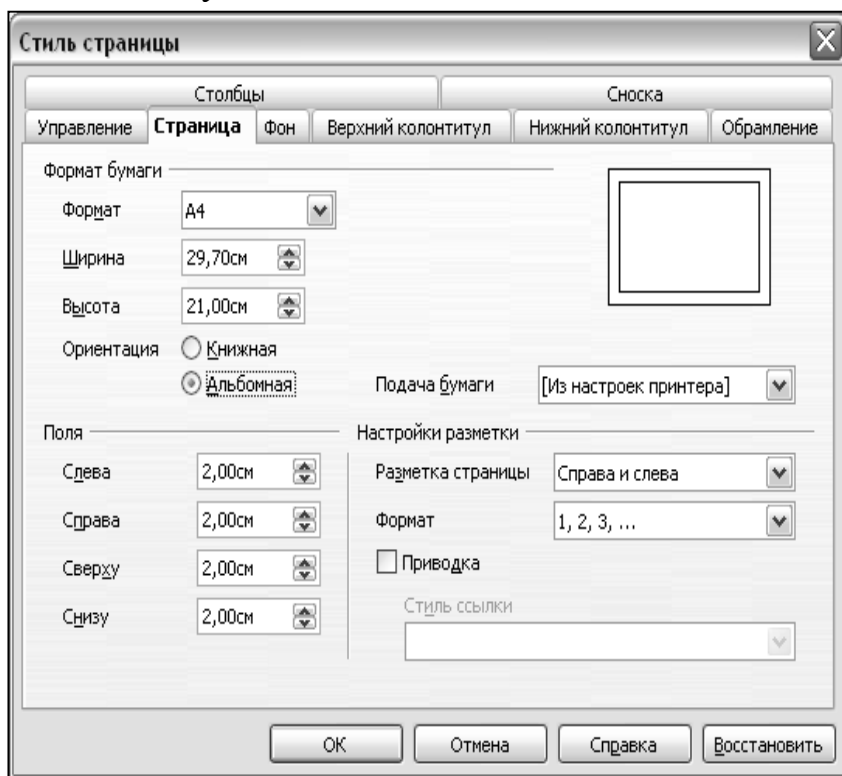 Стиль страницы
Столбцы Сноска
Управление Страница Фон Верхний колонтитул Нижний колонтитул Обрамление
Формат бумаги
Формат A4
Ширина 29,70см
Высота 21,00см
Ориентация Книжная
Альбомная Подача бумаги [Из настроек принтера]
Поля Настройки разметки
Слева 2,00см Разметка страницы Справа и слева
Справа 2,00см Формат 1, 2, 3, ...
Сверху 2,00см Приводка
Снизу 2,00см Стиль ссылки
ОК Отмена Справка Восстановить